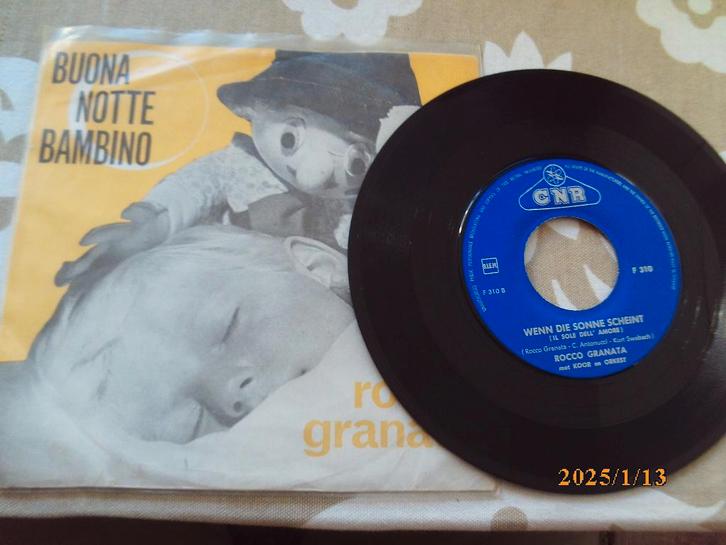 BUONA
NOTTE
BAMBINO
ro
grana
CNR
BIEM
F 310
F 310 B
WENN DIE SONNE SCHEINT
(IL SOLE DELL' AMORE)
(Rocco Granata - C. Antonucci - Kurt Swabach)
ROCCO GRANATA
met KOOR en ORKEST
2025/1/13